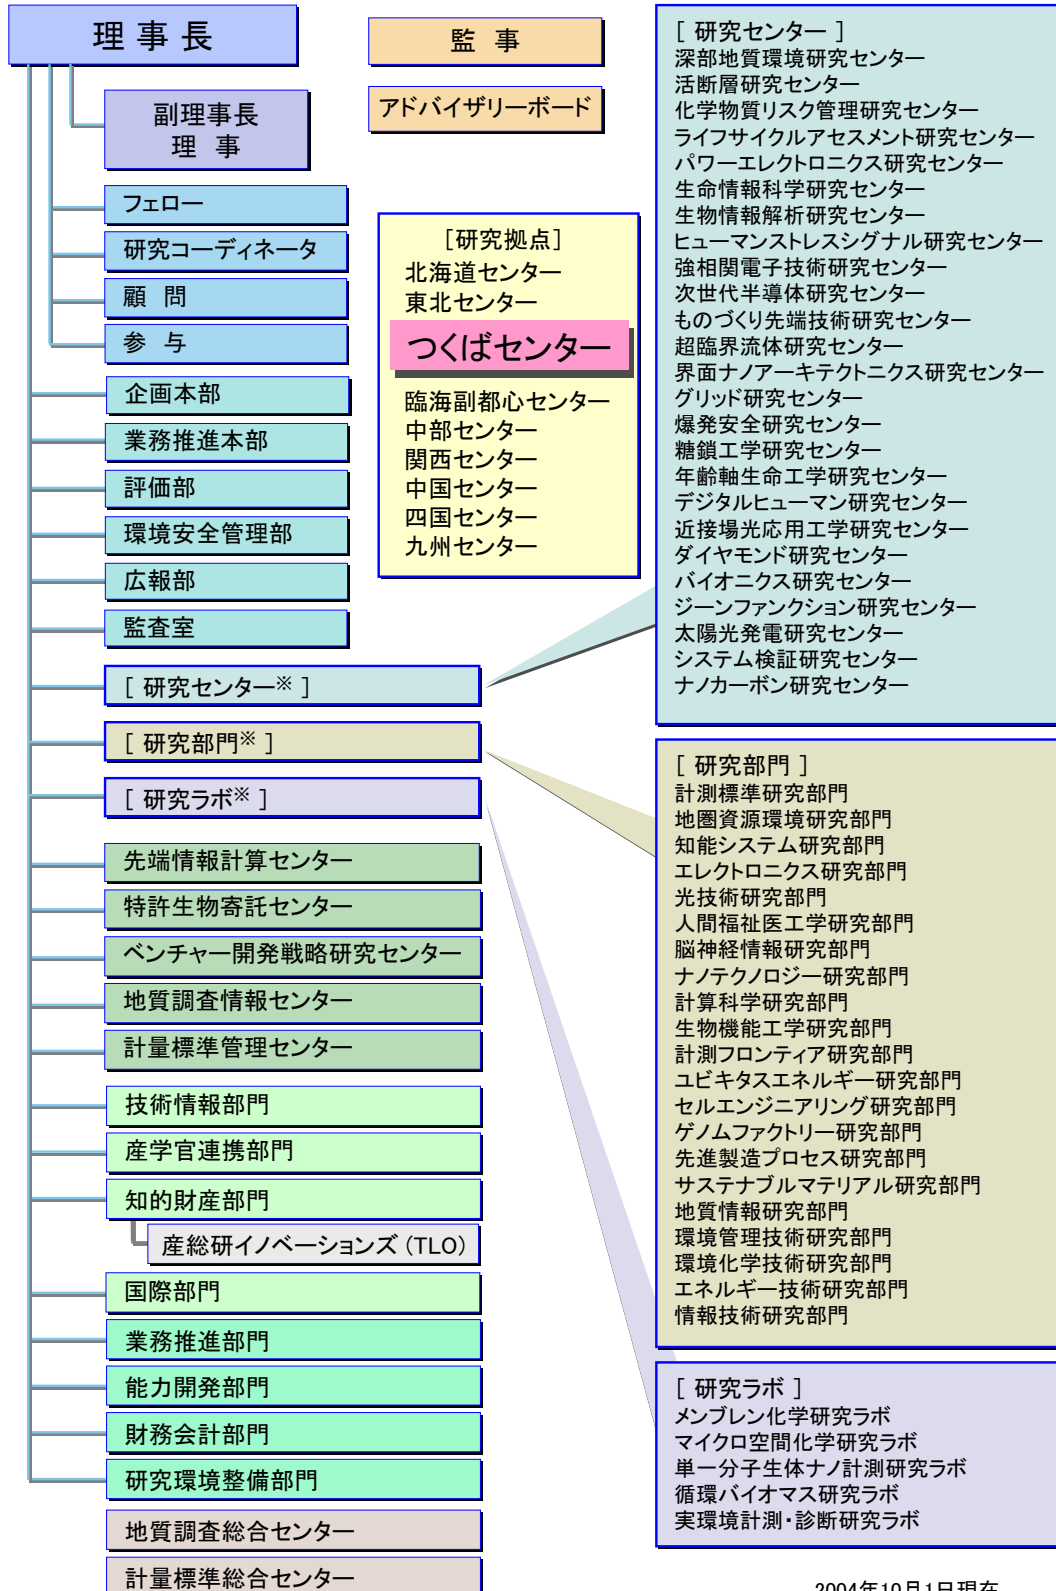 理 事 長
副理事長
理 事
フェロー
研究コーディネータ
顧 問
参 与
企画本部
業務推進本部
評価部
環境安全管理部
広報部
監査室
[ 研究センター※ ]
[ 研究部門※ ]
[ 研究ラボ※ ]
先端情報計算センター
特許生物寄託センター
ベンチャー開発戦略研究センター
地質調査情報センター
計量標準管理センター
技術情報部門
産学官連携部門
知的財産部門
産総研イノベーションズ (TLO)
国際部門
業務推進部門
能力開発部門
財務会計部門
研究環境整備部門
地質調査総合センター
計量標準総合センター
監 事
アドバイザリーボード
[研究拠点]
北海道センター
東北センター
つくばセンター
臨海副都心センター
中部センター
関西センター
中国センター
四国センター
九州センター
[ 研究センター ]
深部地質環境研究センター
活断層研究センター
化学物質リスク管理研究センター
ライフサイクルアセスメント研究センター
パワーエレクトロニクス研究センター
生命情報科学研究センター
生物情報解析研究センター
ヒューマンストレスシグナル研究センター
強相関電子技術研究センター
次世代半導体研究センター
ものづくり先端技術研究センター
超臨界流体研究センター
界面ナノアーキテクトニクス研究センター
グリッド研究センター
爆発安全研究センター
糖鎖工学研究センター
年齢軸生命工学研究センター
デジタルヒューマン研究センター
近接場光応用工学研究センター
ダイヤモンド研究センター
バイオニクス研究センター
ジーンファンクション研究センター
太陽光発電研究センター
システム検証研究センター
ナノカーボン研究センター
[ 研究部門 ]
計測標準研究部門
地圏資源環境研究部門
知能システム研究部門
エレクトロニクス研究部門
光技術研究部門
人間福祉医工学研究部門
脳神経情報研究部門
ナノテクノロジー研究部門
計算科学研究部門
生物機能工学研究部門
計測フロンティア研究部門
ユビキタスエネルギー研究部門
セルエンジニアリング研究部門
ゲノムファクトリー研究部門
先進製造プロセス研究部門
サステナブルマテリアル研究部門
地質情報研究部門
環境管理技術研究部門
環境化学技術研究部門
エネルギー技術研究部門
情報技術研究部門
[ 研究ラボ ]
メンブレン化学研究ラボ
マイクロ空間化学研究ラボ
単一分子生体ナノ計測研究ラボ
循環バイオマス研究ラボ
実環境計測・診断研究ラボ
2004年10月1日現在